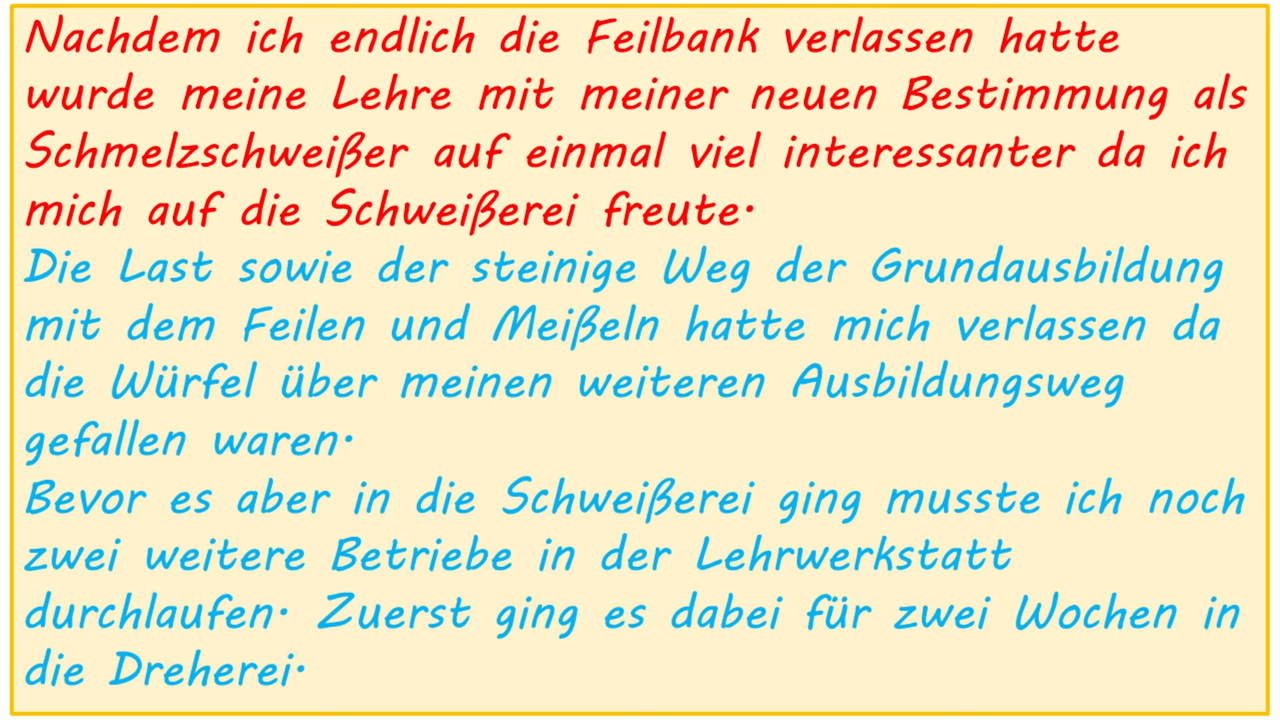 Nachdem ich endlich die Feilbank verlassen hatte
wurde meine Lehre mit meiner neuen Bestimmung als
Schmelzschweißer auf einmal viel interessanter da ich
mich auf die Schweißerei freute.
Die Last sowie der steinige Weg der Grundausbildung
mit dem Feilen und Meißeln hatte mich verlassen da
die Würfel über meinen weiteren Ausbildungsweg
gefallen waren.
Bevor es aber in die Schweißerei ging musste ich noch
zwei weitere Betriebe in der Lehrwerkstatt
durchlaufen. Zuerst ging es dabei für zwei Wochen in
die Dreherei.